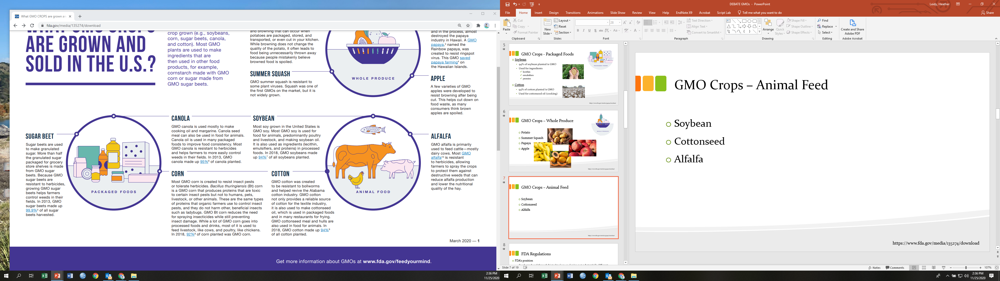 What GMO CROPS are grown an
fda.gov/media/135274/download
ARE GROWN AND
SOLD IN THE U.S.?
crop grown (e.g., soybeans,
corn, sugar beets, canola,
and cotton). Most GMO
plants are used to make
ingredients that are
then used in other food
products, for example,
cornstarch made with GMO
corn or sugar made from
GMO sugar beets.
and browning that can occur when
potatoes are packaged, stored, and
transported, or even cut in your kitchen.
While browning does not change the
quality of the potato, it often leads to
food being unnecessarily thrown away
because people mistakenly believe
browned food is spoiled.
SUMMER SQUASH
GMO summer squash is resistant to
some plant viruses. Squash was one of
the first GMOs on the market, but it is
not widely grown.
WHOLE PRODUCE
and in the process, almost
destroyed the papaya
industry in Hawaii. A GMO
papaya,³ named the
Rainbow papaya, was
created to resist ringspot
virus. This GMO saved
papaya farming⁴ on
the Hawaiian Islands.
APPLE
A few varieties of GMO
apples were developed to
resist browning after being
cut. This helps cut down on
food waste, as many
consumers think brown
apples are spoiled.
SUGAR BEET
Sugar beets are used
to make granulated
sugar. More than half
the granulated sugar
packaged for grocery
store shelves is made
from GMO sugar
beets. Because GMO
sugar beets are
resistant to herbicides,
growing GMO sugar
beets helps farmers
control weeds in their
fields. In 2013, GMO
sugar beets made up
99.9%⁵ of all sugar
beets harvested.
PACKAGED FOODS
CANOLA
GMO canola is used mostly to make
cooking oil and margarine. Canola seed
meal can also be used in food for animals.
Canola oil is used in many packaged
foods to improve food consistency. Most
GMO canola is resistant to herbicides
and helps farmers to more easily control
weeds in their fields. In 2013, GMO
canola made up 95%⁶ of canola planted.
SOYBEAN
Most soy grown in the United States is
GMO soy. Most GMO soy is used for
food for animals, predominantly poultry
and livestock, and making soybean oil.
It is also used as ingredients (lecithin,
emulsifiers, and proteins) in processed
foods. In 2018, GMO soybeans made
up 94%⁷ of all soybeans planted.
CORN
Most GMO corn is created to resist insect pests
or tolerate herbicides. Bacillus thuringiensis (Bt) corn
is a GMO corn that produces proteins that are toxic
to certain insect pests but not to humans, pets,
livestock, or other animals. These are the same types
of proteins that organic farmers use to control insect
pests, and they do not harm other, beneficial insects
such as ladybugs. GMO Bt corn reduces the need
for spraying insecticides while still preventing
insect damage. While a lot of GMO corn goes into
processed foods and drinks, most of it is used to
feed livestock, like cows, and poultry, like chickens.
In 2018, 92%⁸ of corn planted was GMO corn.
COTTON
GMO cotton was created
to be resistant to bollworms
and helped revive the Alabama
cotton industry. GMO cotton
not only provides a reliable source
of cotton for the textile industry,
it is also used to make cottonseed
oil, which is used in packaged foods
and in many restaurants for frying.
GMO cottonseed meal and hulls are
also used in food for animals. In
2018, GMO cotton made up 94%⁹
of all cotton planted.
ANIMAL FOOD
ALFALFA
GMO alfalfa is primarily
used to feed cattle—mostly
dairy cows. Most GMO
alfalfa¹⁰ is resistant
to herbicides, allowing
farmers to spray the crops
to protect them against
destructive weeds that can
reduce alfalfa production
and lower the nutritional
quality of the hay.
March 2020 — 1
Get more information about GMOs at www.fda.gov/feedyourmind.
2:36 PM
11/25/2020
DEBATE GMOs - PowerPoint
Leidy, Heather
File Home Insert Design Transitions Animations Slide Show Review View Help EndNote X9 Acrobat Script Lab Tell me what you want to do
Share
Paste
Cut
Copy
Format Painter
Clipboard
New
Slide
Layout
Reset
Section
Slides
28
Font
Text Direction
Align Text
Convert to SmartArt
Paragraph
Arrange
Quick
Styles
Shape Fill
Shape Outline
Shape Effects
Drawing
Find
Replace
Select
Editing
Create and Share
Adobe PDF
Adobe Acrobat
5
GMO Crops - Packaged Foods
Soybean
94% of soybean planted is GMO
Used for ingredients
lecithin
emulsifiers
proteins
Cotton
94% of cotton planted is GMO
Used for cottonseed oil (cooking)
PACKAGED FOODS
https://www.fda.gov/media/135274/download
6
GMO Crops – Whole Produce
Potato
Summer Squash
Papaya
Apple
WHOLE PRODUCE
https://www.fda.gov/media/135274/download
7
GMO Crops – Animal Feed
Soybean
Cottonseed
Alfalfa
https://www.fda.gov/media/135274/download
8
FDA Regulations
FDA's position
GMO Crops – Animal Feed
Soybean
Cottonseed
Alfalfa
https://www.fda.gov/media/135274/download
Slide 7 of 19
Notes
Comments
107%
2:36 PM
11/25/2020